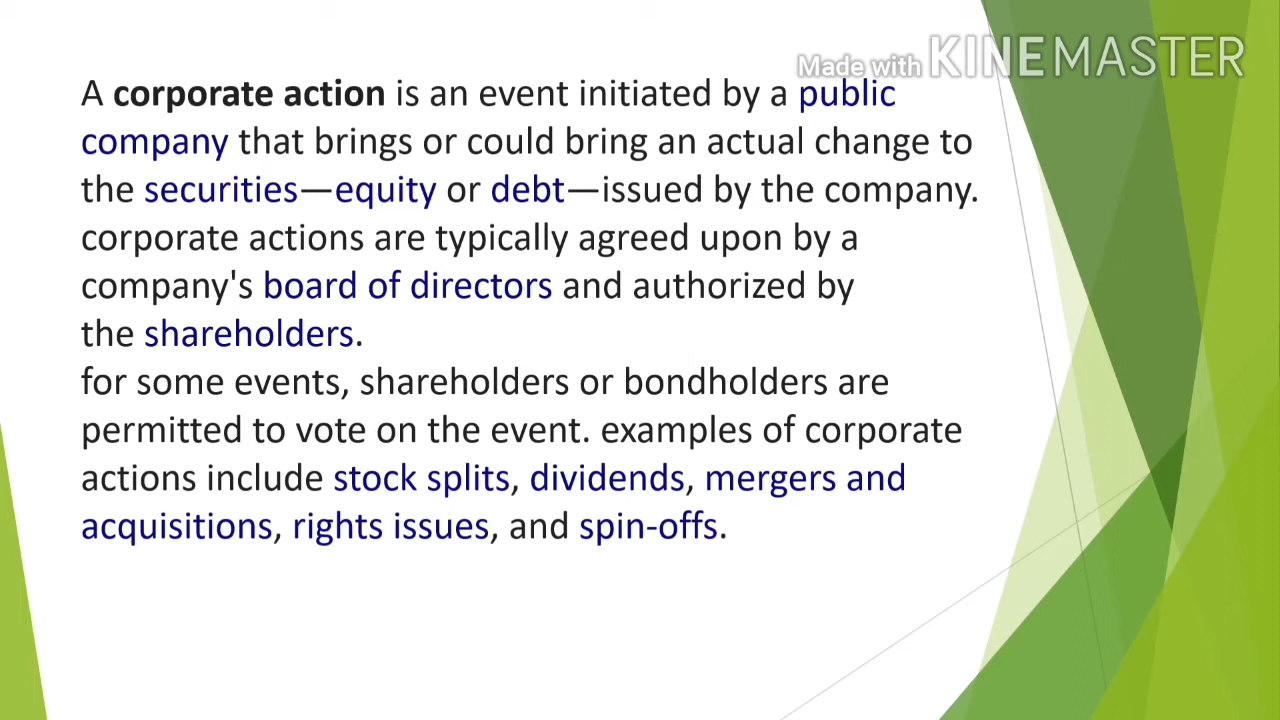 Made with KINEMASTER
A corporate action is an event initiated by a public
company that brings or could bring an actual change to
the securities—equity or debt—issued by the company.
corporate actions are typically agreed upon by a
company's board of directors and authorized by
the shareholders.
for some events, shareholders or bondholders are
permitted to vote on the event. examples of corporate
actions include stock splits, dividends, mergers and
acquisitions, rights issues, and spin-offs.